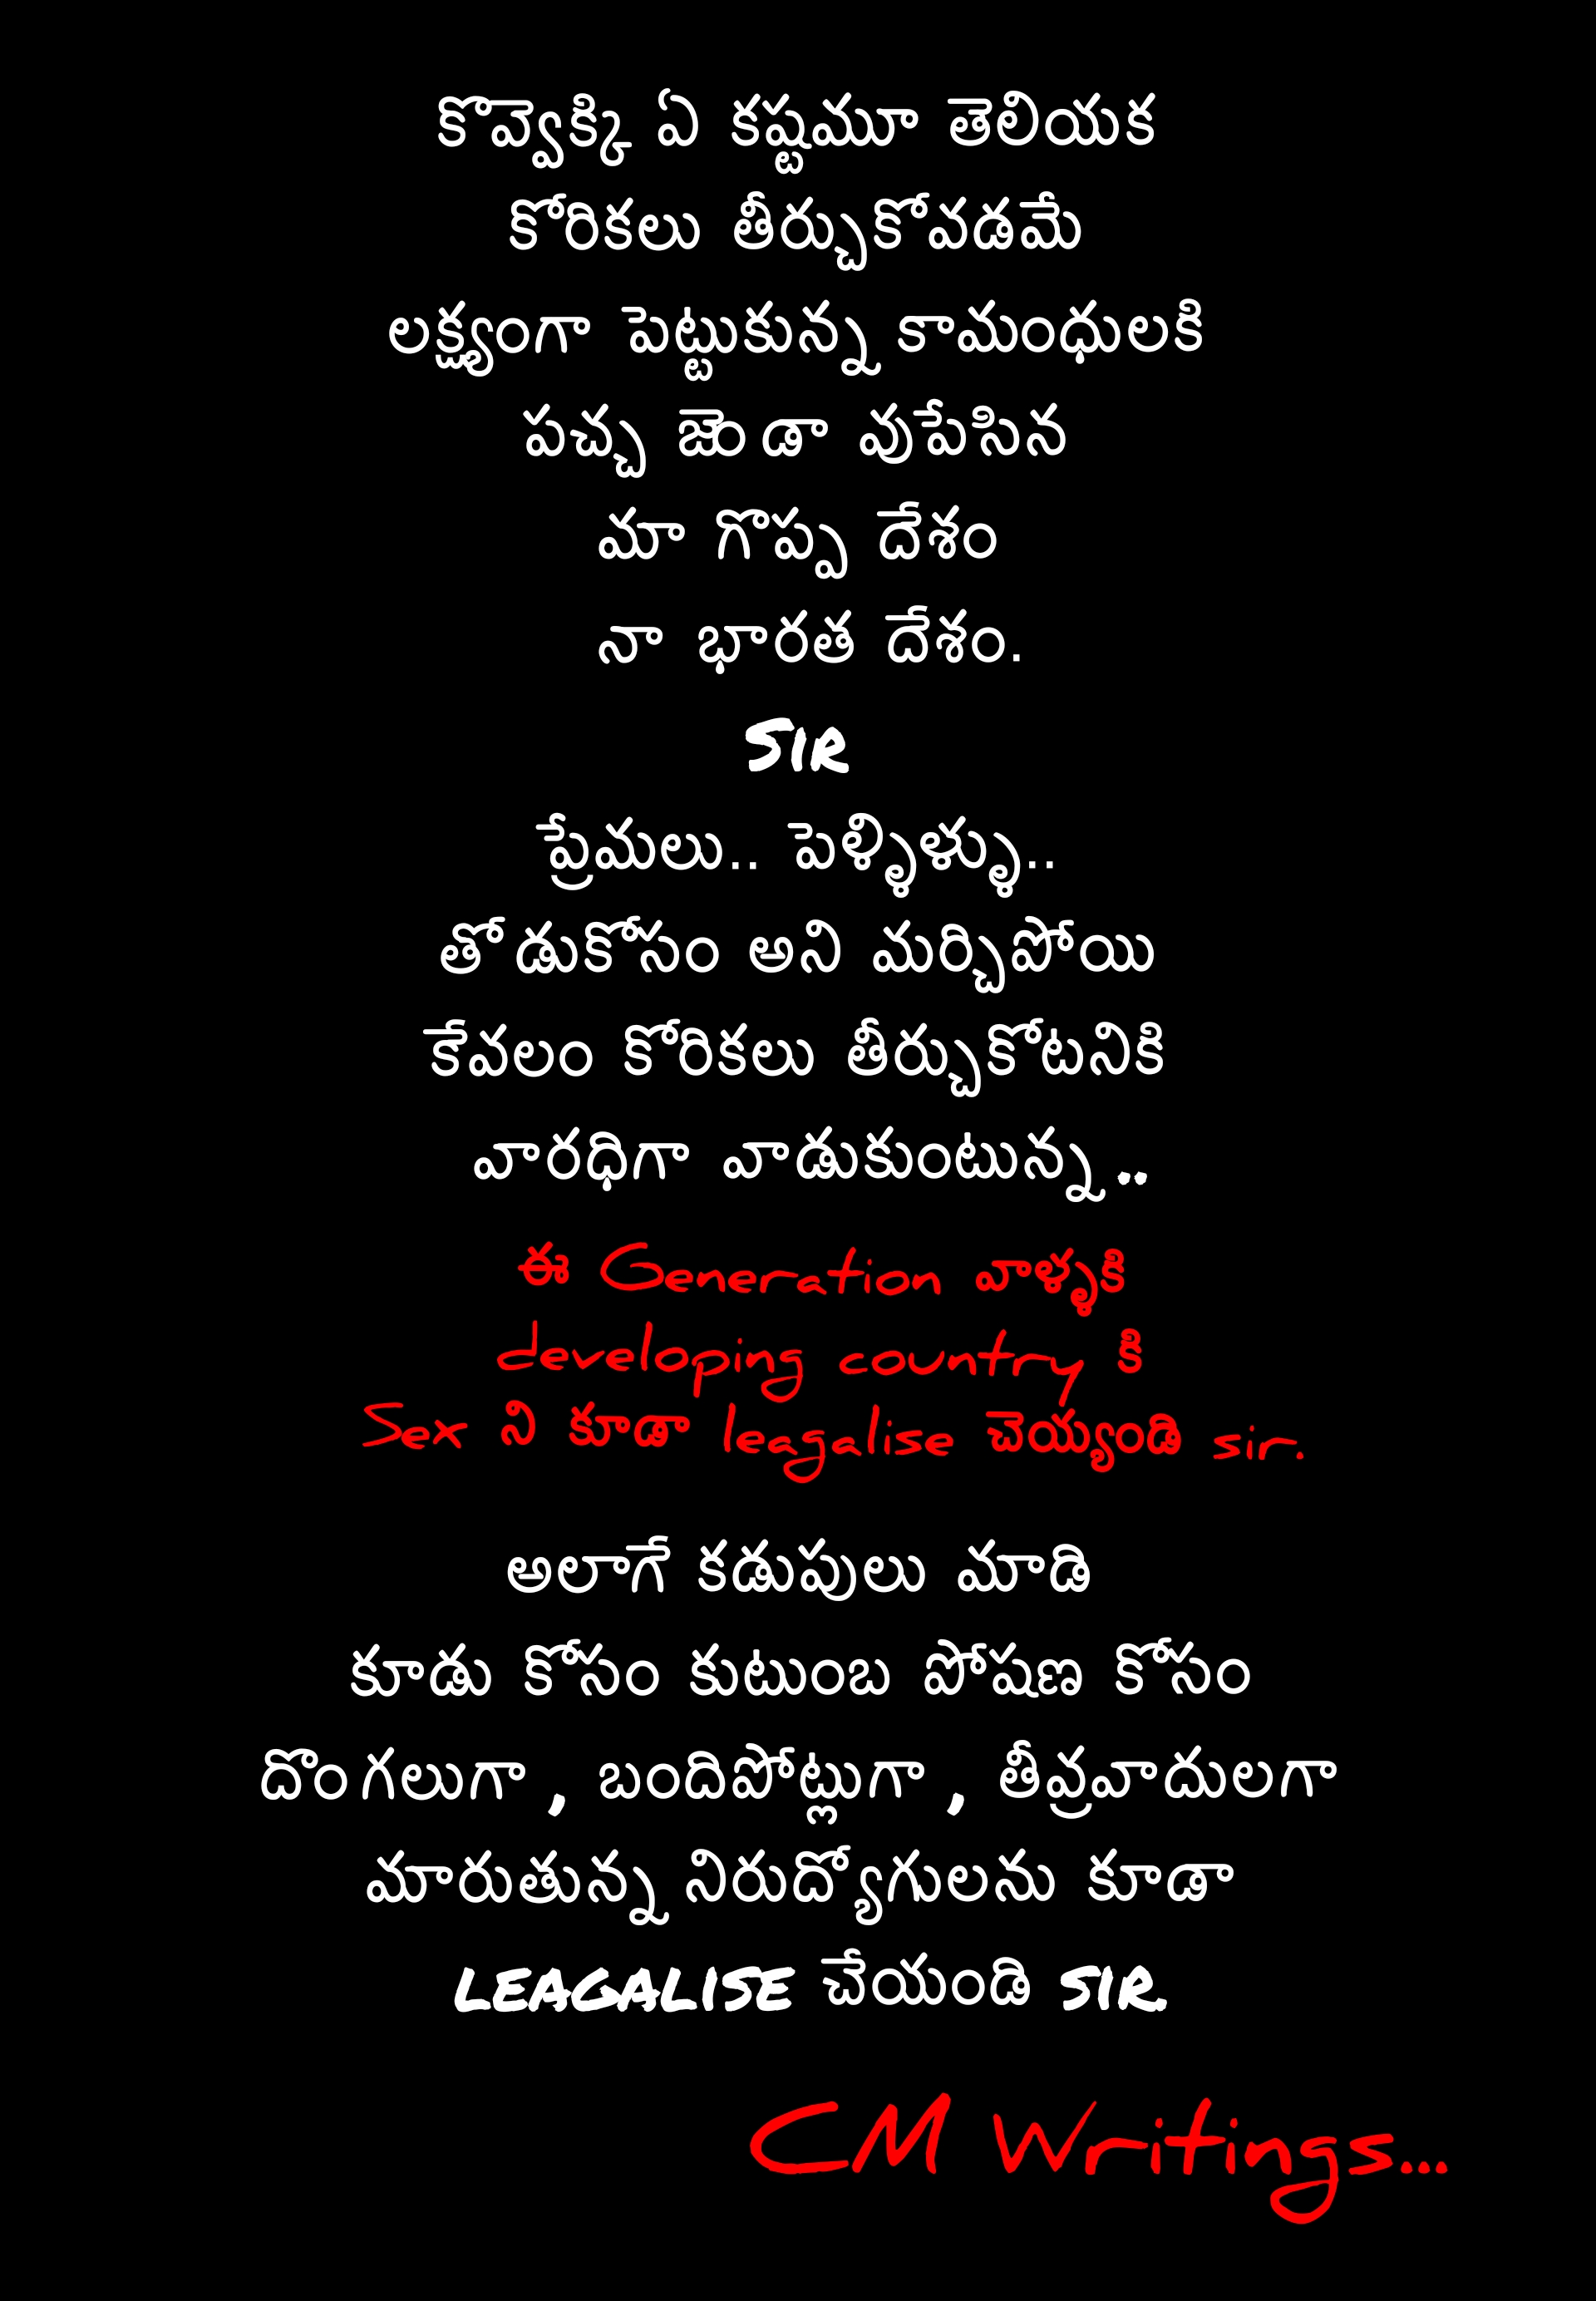 కొవ్వెక్కి ఏ కష్టమూ తెలియక
కోరికలు తీర్చుకోవడమే
లక్ష్యంగా పెట్టుకున్న కామంధులకి
పచ్చ జెండా వుపేసిన
మా గొప్ప దేశం
నా భారత దేశం.
SIR
ప్రేమలు.. పెళ్ళిళ్ళు..
తోడుకోసం అని మర్చిపోయి
కేవలం కోరికలు తీర్చుకోటనికి
వారధిగా వాడుకుంటున్న..
ఈ Generation వాళ్ళకి
developing country కి
Sex ని కూడా leagalise చెయ్యండి sir.
అలాగే కడుపులు మాడి
కూడు కోసం కుటుంబ పోషణ కోసం
దొంగలుగా, బందిపోట్లుగా, తీవ్రవాదులగా
మారుతున్న నిరుద్యోగులను కూడా
LEAGALISE చేయండి SIR.
CM Writings...